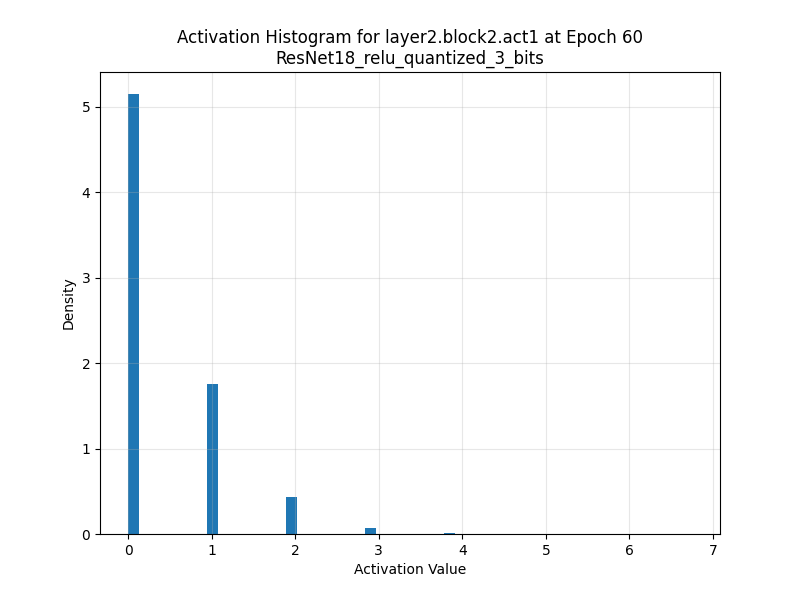 Activation Histogram for layer2.block2.act1 at Epoch 60
ResNet18_relu_quantized_3_bits
5
4
3
2
1
0
Density
0 1 2 3 4 5 6 7
Activation Value